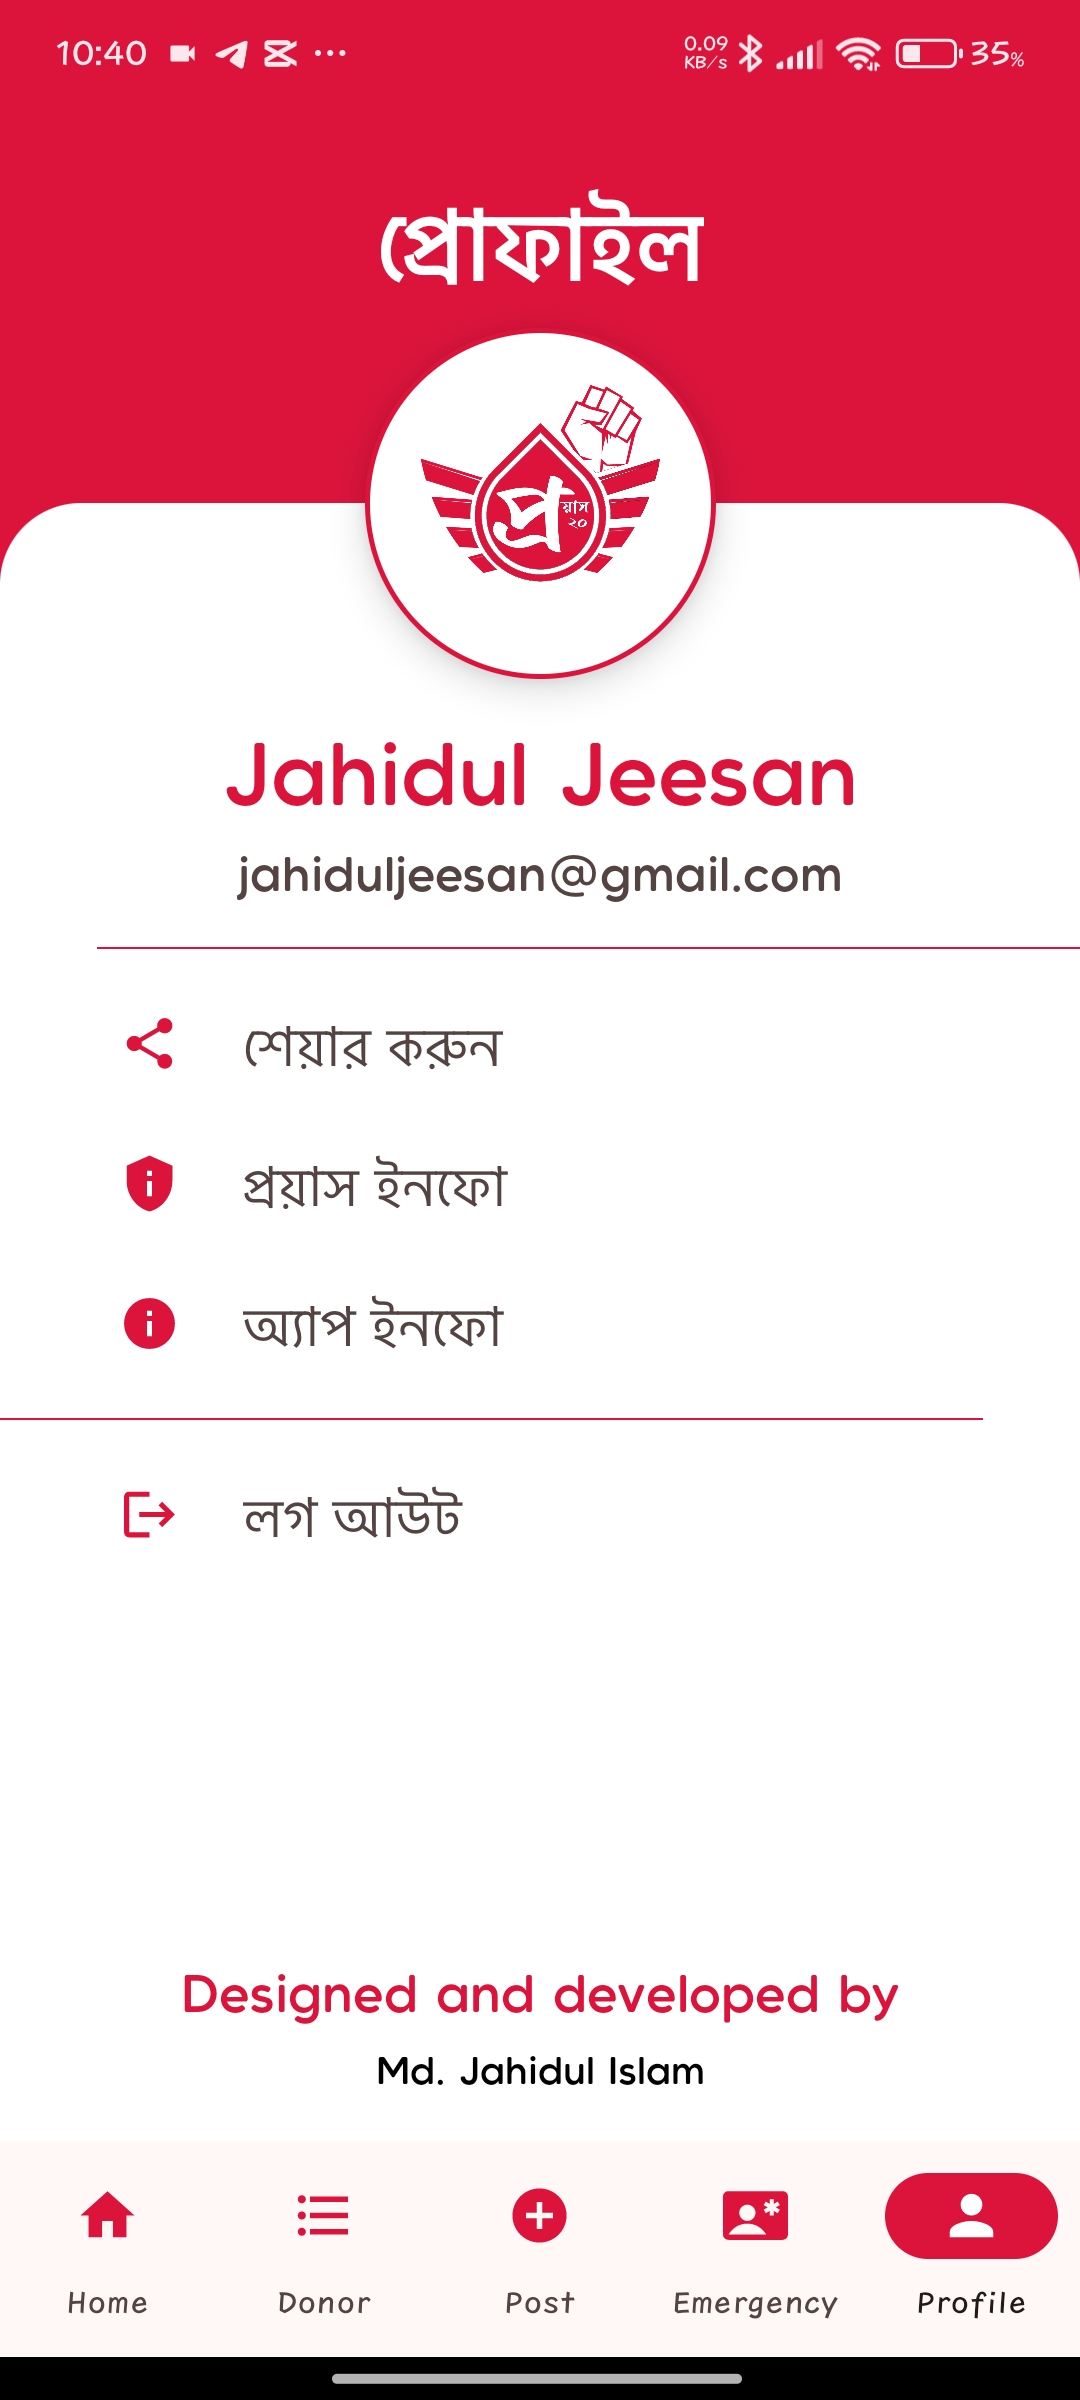 10:40
0.09 KB/s 35%
প্রোফাইল
প্রয়াস ২০
Jahidul Jeesan
jahiduljeesan@gmail.com
শেয়ার করুন
প্রয়াস ইনফো
অ্যাপ ইনফো
লগ আউট
Designed and developed by
Md. Jahidul Islam
Home Donor Post Emergency Profile